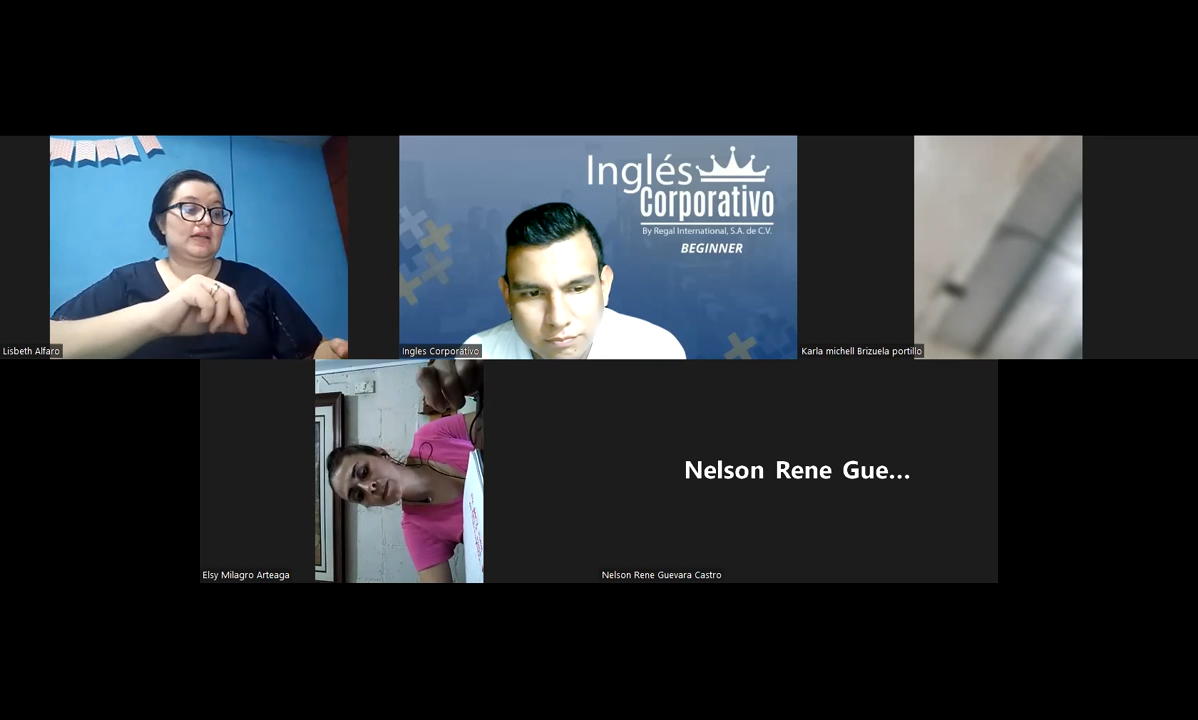 Inglés
Corporativo
By Regal International, S.A. de C.V.
BEGINNER
Lisbeth Alfaro
Ingles Corporativo
Karla michell Brizuela portillo
Nelson Rene Gue...
Elsy Milagro Arteaga
Nelson Rene Guevara Castro